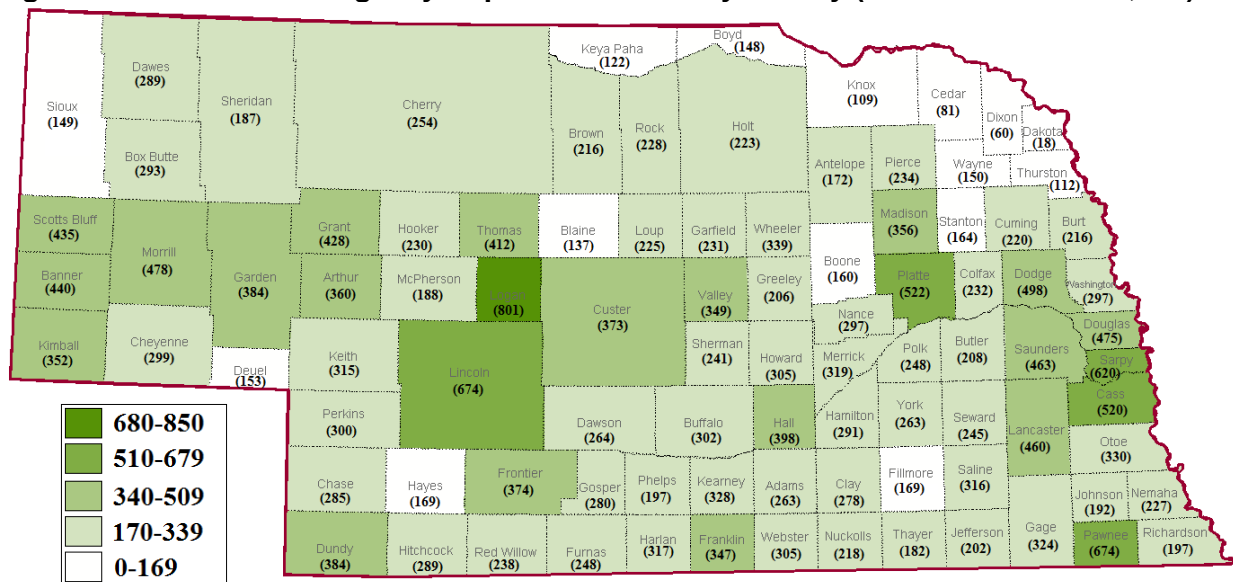 Sioux
(149)
Dawes
(289)
Box Butte
(293)
Sheridan
(187)
Cherry
(254)
Keya Paha
(122)
Boyd
(148)
Brown
(216)
Rock
(228)
Holt
(223)
Knox
(109)
Cedar
(81)
Dixon
(60)
Dakota
(18)
Antelope
(172)
Pierce
(234)
Wayne
(150)
Thurston
(112)
Scotts Bluff
(435)
Morrill
(478)
Garden
(384)
Grant
(428)
Hooker
(230)
Thomas
(412)
Blaine
(137)
Loup
(225)
Garfield
(231)
Wheeler
(339)
Madison
(356)
Stanton
(164)
Cuming
(220)
Burt
(216)
Banner
(440)
Arthur
(360)
McPherson
(188)
Logan
(801)
Custer
(373)
Valley
(349)
Greeley
(206)
Boone
(160)
Platte
(522)
Colfax
(232)
Dodge
(498)
Washington
(297)
Kimball
(352)
Cheyenne
(299)
Deuel
(153)
Keith
(315)
Lincoln
(674)
Sherman
(241)
Howard
(305)
Nance
(297)
Merrick
(319)
Polk
(248)
Butler
(208)
Saunders
(463)
Douglas
(475)
Sarpy
(620)
Cass
(520)
Perkins
(300)
Dawson
(264)
Buffalo
(302)
Hall
(398)
Hamilton
(291)
York
(263)
Seward
(245)
Lancaster
(460)
Otoe
(330)
Chase
(285)
Hayes
(169)
Frontier
(374)
Gosper
(280)
Phelps
(197)
Kearney
(328)
Adams
(263)
Clay
(278)
Fillmore
(169)
Saline
(316)
Gage
(324)
Johnson
(192)
Nemaha
(227)
Dundy
(384)
Hitchcock
(289)
Red Willow
(238)
Furnas
(248)
Harlan
(317)
Franklin
(347)
Webster
(305)
Nuckolls
(218)
Thayer
(182)
Jefferson
(202)
Pawnee
(674)
Richardson
(197)
680-850
510-679
340-509
170-339
0-169